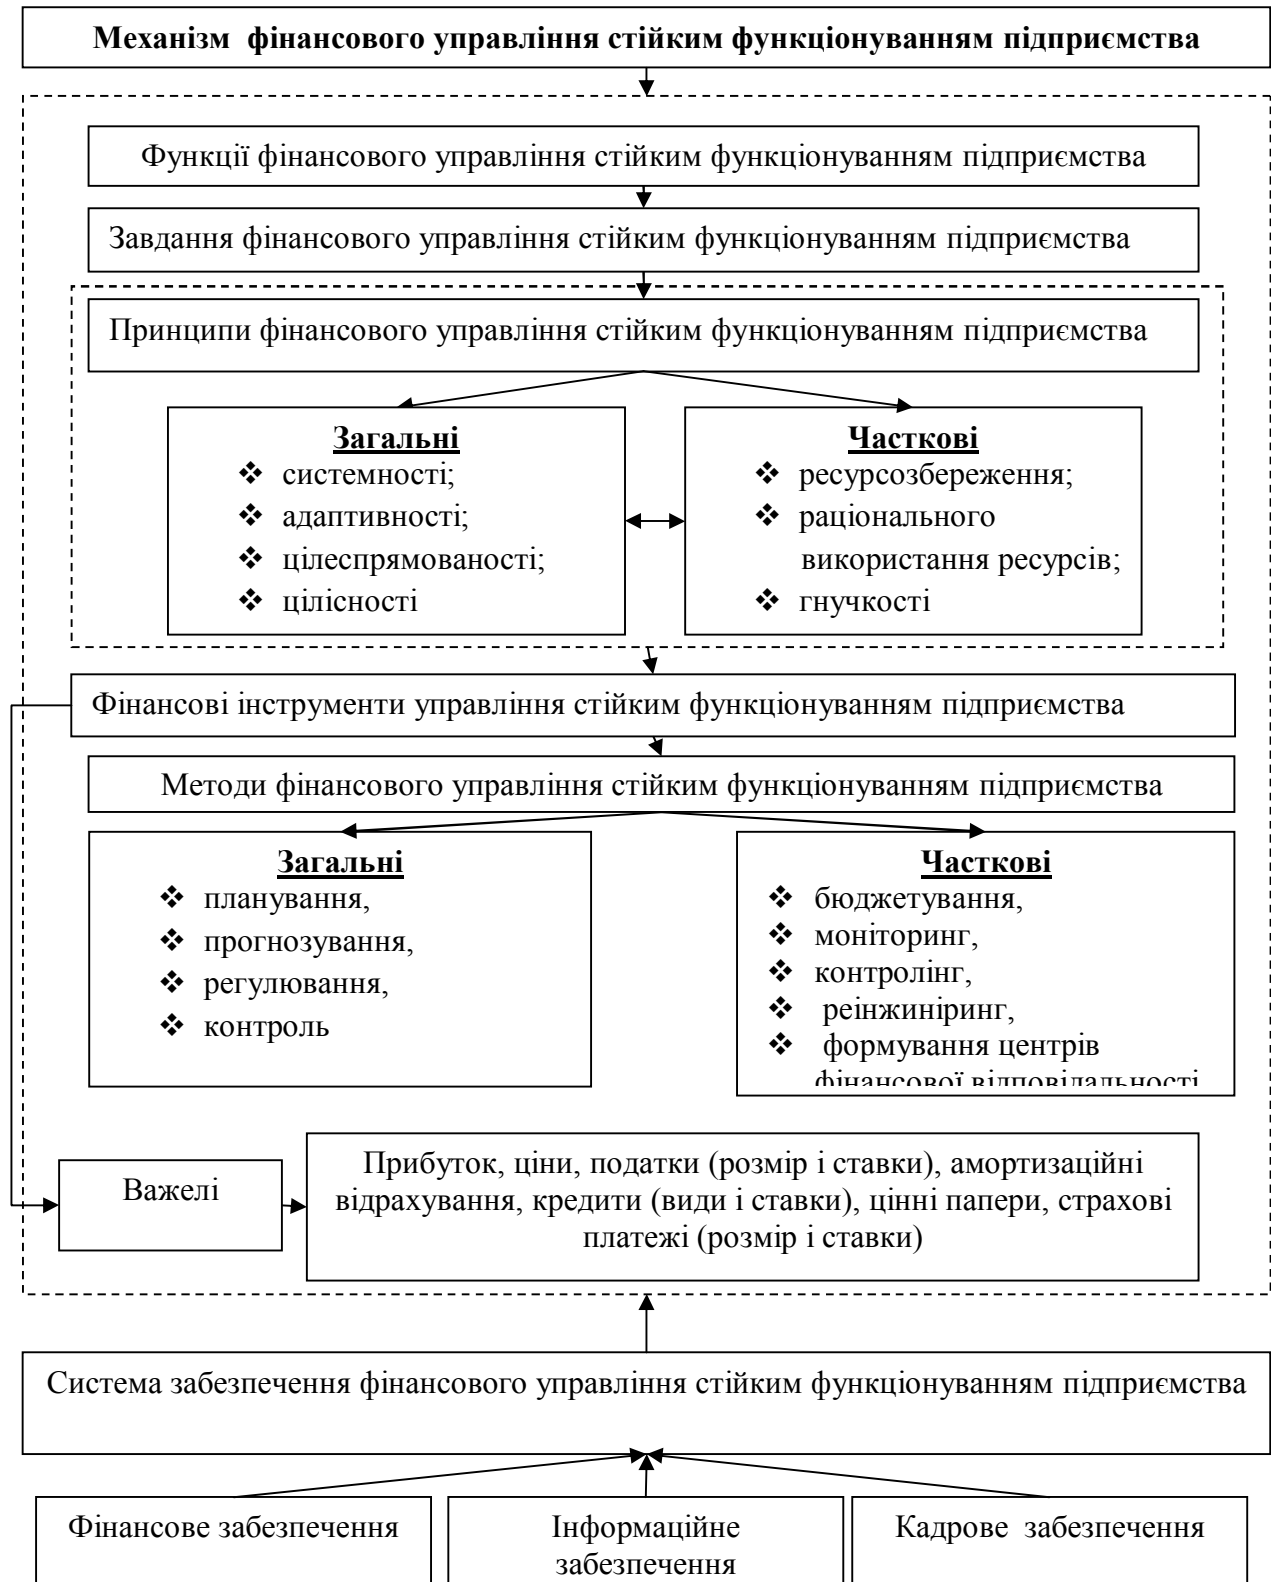 Механізм фінансового управління стійким функціонуванням підприємства
Функції фінансового управління стійким функціонуванням підприємства
Завдання фінансового управління стійким функціонуванням підприємства
Принципи фінансового управління стійким функціонуванням підприємства
Загальні
❖ системності;
❖ адаптивності;
❖ цілеспрямованості;
❖ цілісності
Часткові
❖ ресурсозбереження;
❖ раціонального
використання ресурсів;
❖ гнучкості
Фінансові інструменти управління стійким функціонуванням підприємства
Методи фінансового управління стійким функціонуванням підприємства
Загальні
❖ планування,
❖ прогнозування,
❖ регулювання,
❖ контроль
Часткові
❖ бюджетування,
❖ моніторинг,
❖ контролінг,
❖ реінжиніринг,
❖ формування центрів
фінансової відповідальності
Важелі
Прибуток, ціни, податки (розмір і ставки), амортизаційні
відрахування, кредити (види і ставки), цінні папери, страхові
платежі (розмір і ставки)
Система забезпечення фінансового управління стійким функціонуванням підприємства
Фінансове забезпечення
Інформаційне
забезпечення
Кадрове забезпечення